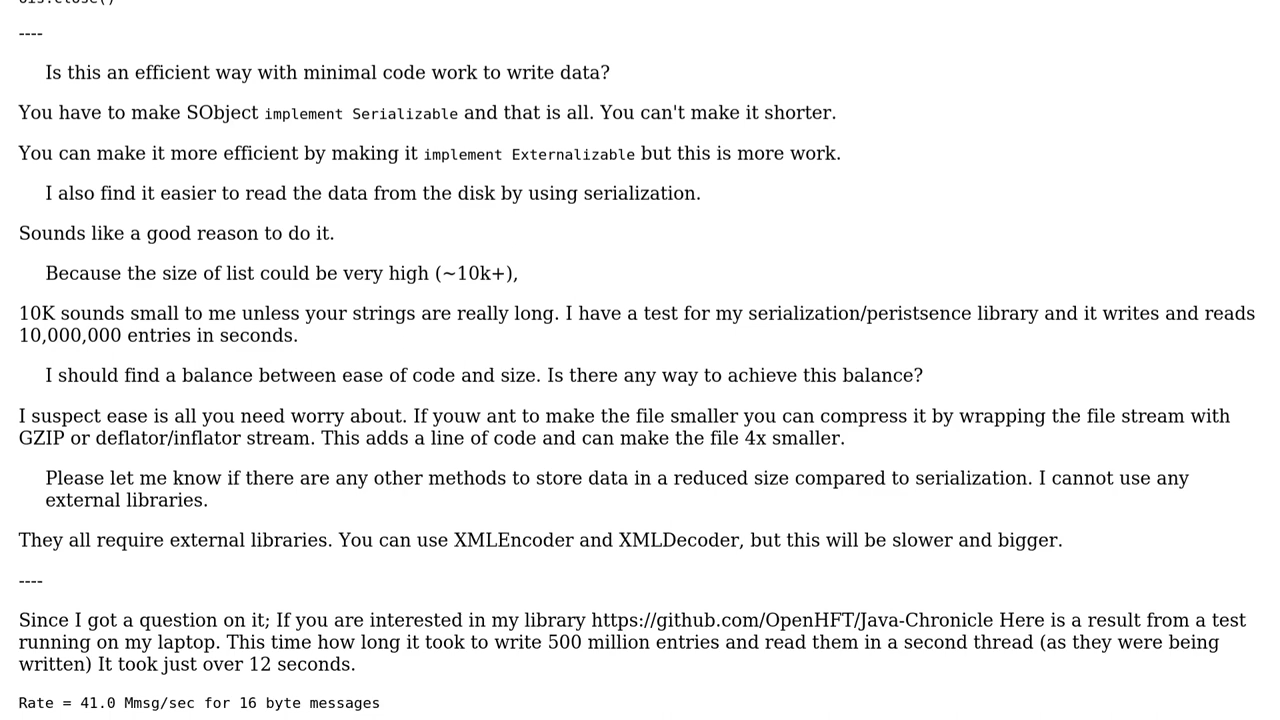 ois.close()
----
Is this an efficient way with minimal code work to write data?
You have to make SObject implement Serializable and that is all. You can't make it shorter.
You can make it more efficient by making it implement Externalizable but this is more work.
I also find it easier to read the data from the disk by using serialization.
Sounds like a good reason to do it.
Because the size of list could be very high (~10k+),
10K sounds small to me unless your strings are really long. I have a test for my serialization/peristsence library and it writes and reads
10,000,000 entries in seconds.
I should find a balance between ease of code and size. Is there any way to achieve this balance?
I suspect ease is all you need worry about. If youw ant to make the file smaller you can compress it by wrapping the file stream with
GZIP or deflator/inflator stream. This adds a line of code and can make the file 4x smaller.
Please let me know if there are any other methods to store data in a reduced size compared to serialization. I cannot use any
external libraries.
They all require external libraries. You can use XMLEncoder and XMLDecoder, but this will be slower and bigger.
----
Since I got a question on it; If you are interested in my library https://github.com/OpenHFT/Java-Chronicle Here is a result from a test
running on my laptop. This time how long it took to write 500 million entries and read them in a second thread (as they were being
written) It took just over 12 seconds.
Rate = 41.0 Mmsg/sec for 16 byte messages